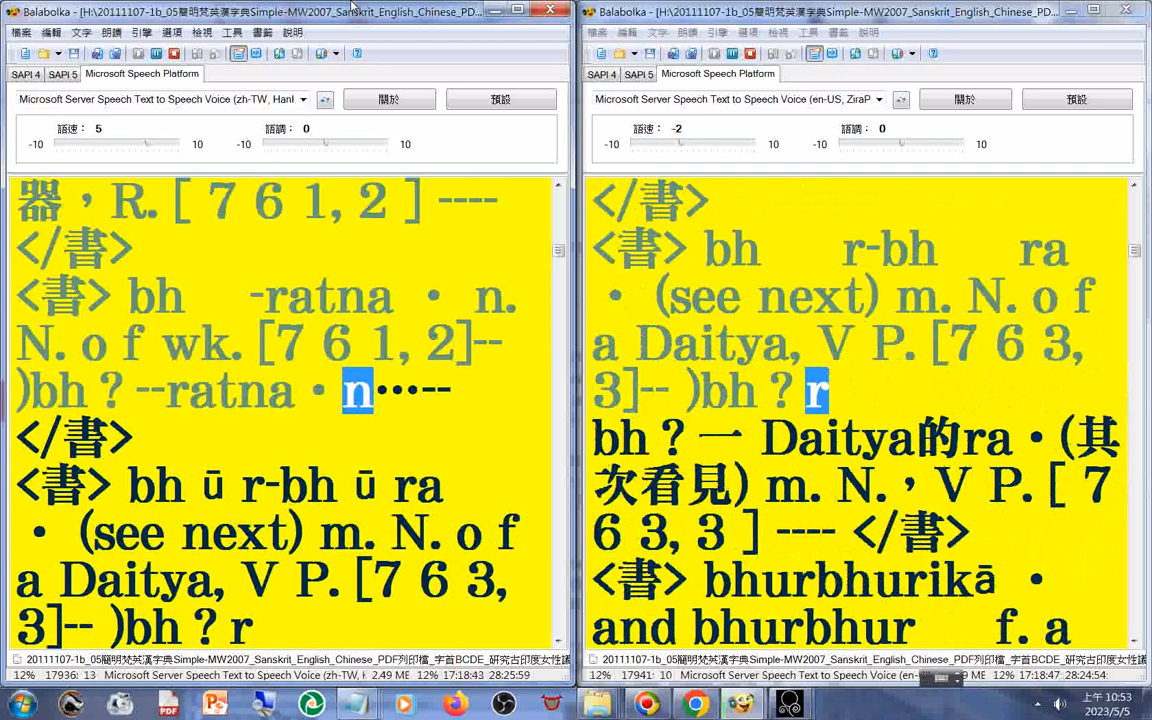 Balabolka - [H:\20111107-1b_05簡明梵英漢字典Simple-MW2007_Sanskrit_English_Chinese_PD...
檔案 編輯 文字 朗讀 引擎 選項 檢視 工具 書籤 說明
SAPI 4 SAPI 5 Microsoft Speech Platform
Microsoft Server Speech Text to Speech Voice (zh-TW, Hanl
關於 預設
語速： 5 語調： 0
-10 10 -10 10
器，R. [ 7 6 1, 2 ] ----
</書>
<書> bh -ratna • n.
N. o f wk. [7 6 1, 2]--
)bh？--ratna • n…--
</書>
<書> bh ū r-bh ū ra
• (see next) m. N. o f
a Daitya, V P. [7 6 3,
3]-- )bh？r
20111107-1b_05簡明梵英漢字典Simple-MW2007_Sanskrit_English_Chinese_PDF列印檔_字首BCDE_研究古印度女性議
12% 17936: 13 Microsoft Server Speech Text to Speech Voice (zh-TW, H 2.49 MB 12% 17:18:43 28:25:59
Balabolka - [H:\20111107-1b_05簡明梵英漢字典Simple-MW2007_Sanskrit_English_Chinese_PD...
檔案 編輯 文字 朗讀 引擎 選項 檢視 工具 書籤 說明
SAPI 4 SAPI 5 Microsoft Speech Platform
Microsoft Server Speech Text to Speech Voice (en-US, ZiraP
關於 預設
語速： -2 語調： 0
-10 10 -10 10
</書>
<書> bh r-bh ra
• (see next) m. N. o f
a Daitya, V P. [7 6 3,
3]-- )bh？r
bh？一 Daitya的ra •(其
次看見) m. N.，V P. [ 7
6 3, 3 ] ---- </書>
<書> bhurbhurikā •
and bhurbhur f. a
20111107-1b_05簡明梵英漢字典Simple-MW2007_Sanskrit_English_Chinese_PDF列印檔_字首BCDE_研究古印度女性議
12% 17941: 10 Microsoft Server Speech Text to Speech Voice (en-US 12% 17:18:47 28:24:54
上午 10:53
2023/5/5